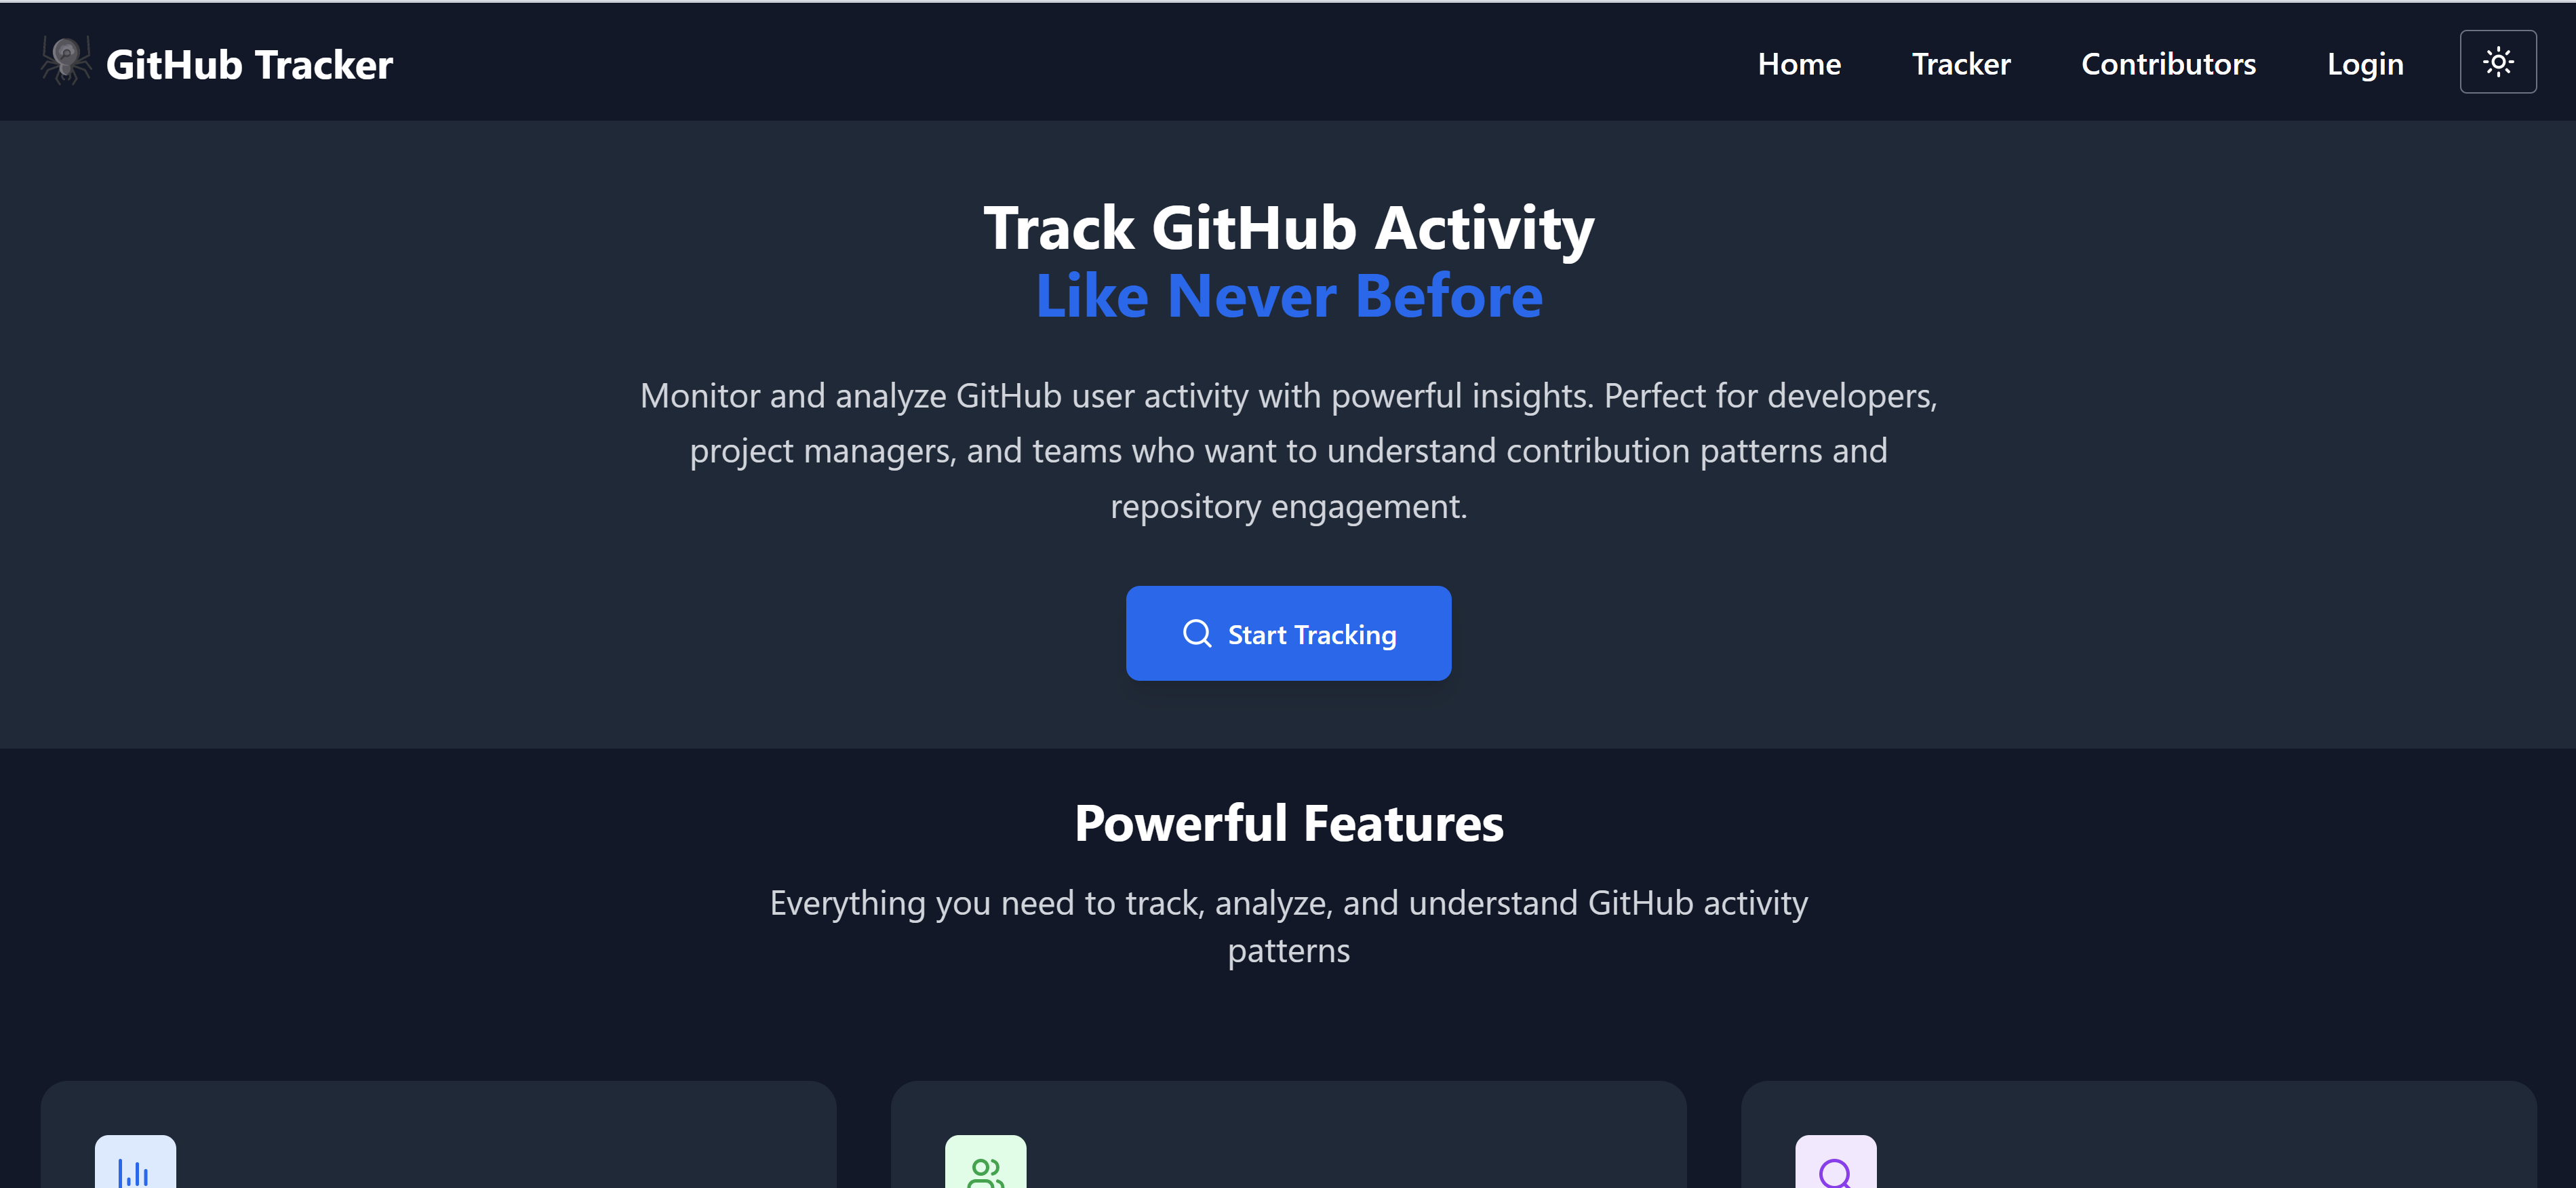 GitHub Tracker
Home
Tracker
Contributors
Login
Track GitHub Activity
Like Never Before
Monitor and analyze GitHub user activity with powerful insights. Perfect for developers,
project managers, and teams who want to understand contribution patterns and
repository engagement.
Start Tracking
Powerful Features
Everything you need to track, analyze, and understand GitHub activity
patterns